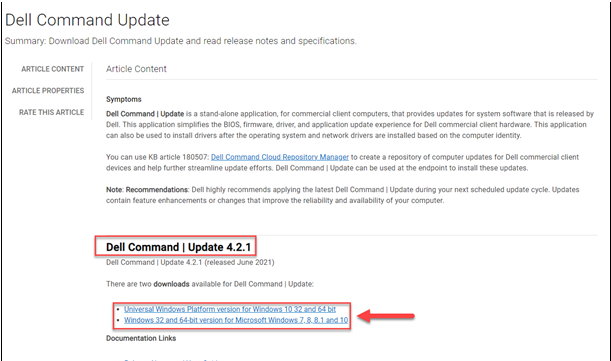 Dell Command Update
Summary: Download Dell Command Update and read release notes and specifications.
ARTICLE CONTENT
ARTICLE PROPERTIES
RATE THIS ARTICLE
Article Content
Symptoms
Dell Command | Update is a stand-alone application, for commercial client computers, that provides updates for system software that is released by
Dell. This application simplifies the BIOS, firmware, driver, and application update experience for Dell commercial client hardware. This application
can also be used to install drivers after the operating system and network drivers are installed based on the computer identity.
You can use KB article 180507: Dell Command Cloud Repository Manager to create a repository of computer updates for Dell commercial client
devices and help further streamline update efforts. Dell Command | Update can be used at the endpoint to install these updates.
Note: Recommendations: Dell highly recommends applying the latest Dell Command | Update during your next scheduled update cycle. Updates
contain feature enhancements or changes that improve the reliability and availability of your computer.
Dell Command | Update 4.2.1
Dell Command | Update 4.2.1 (released June 2021)
There are two downloads available for Dell Command | Update:
• Universal Windows Platform version for Windows 10 32 and 64 bit
• Windows 32 and 64-bit version for Microsoft Windows 7, 8, 8.1 and 10
Documentation Links